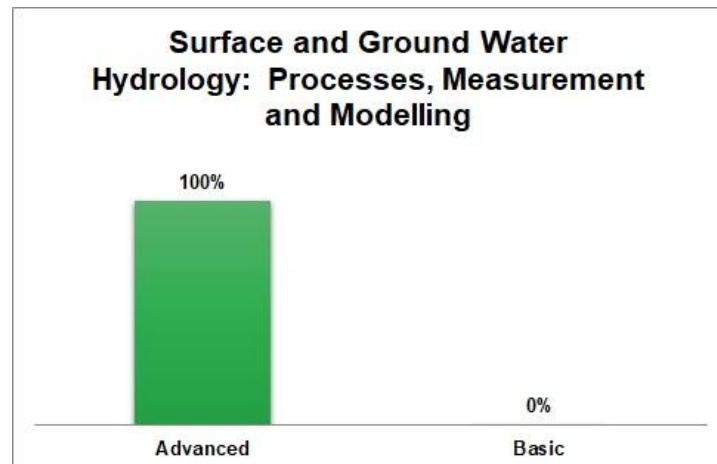 Surface and Ground Water
Hydrology: Processes, Measurement
and Modelling
100%
0%
Advanced
Basic